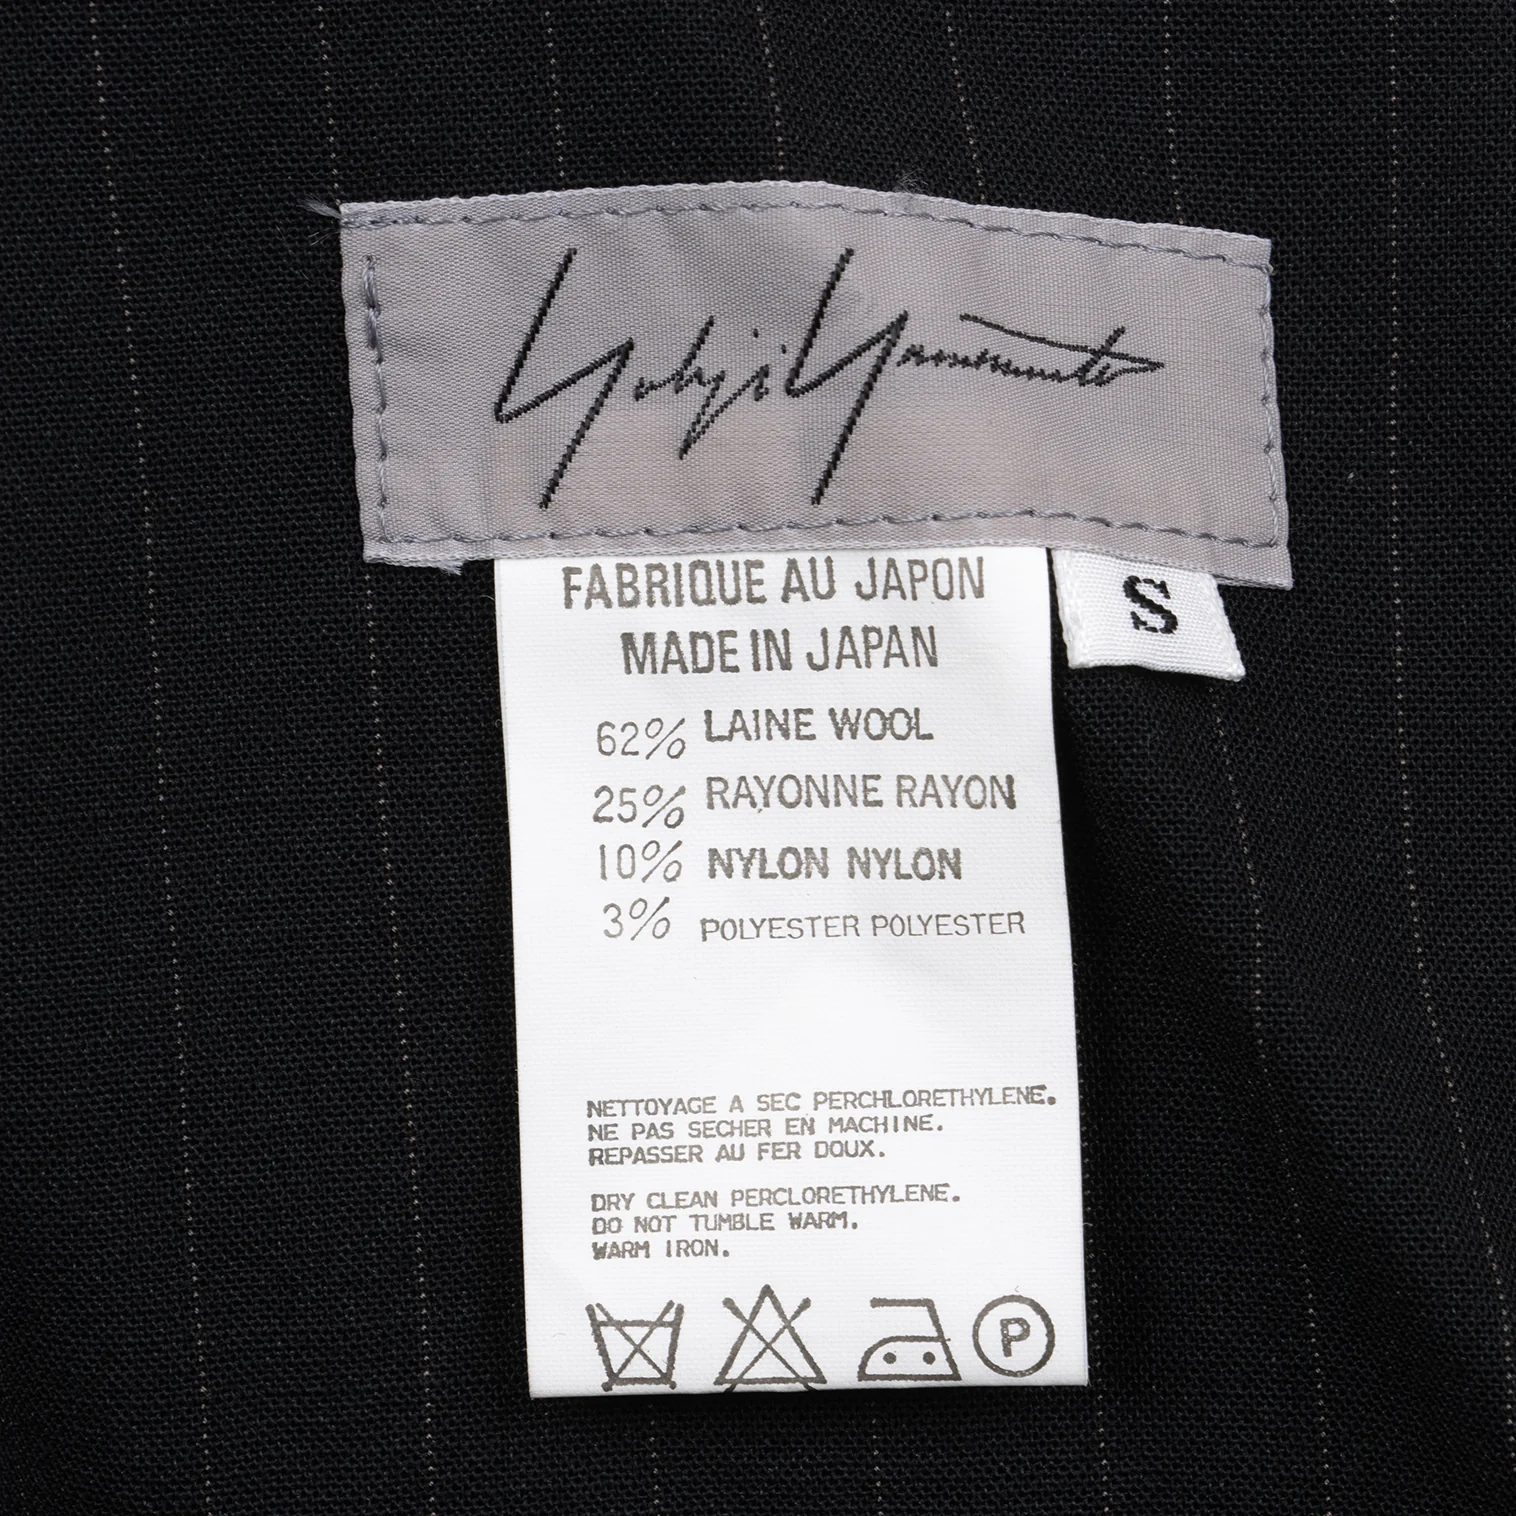 Yohji Yamamoto
FABRIQUE AU JAPON
MADE IN JAPAN
S
62% LAINE WOOL
25% RAYONNE RAYON
10% NYLON NYLON
3% POLYESTER POLYESTER
NETTOYAGE A SEC PERCHLORETHYLENE.
NE PAS SECHER EN MACHINE.
REPASSER AU FER DOUX.
DRY CLEAN PERCLORETHYLENE.
DO NOT TUMBLE WARM.
WARM IRON.
P